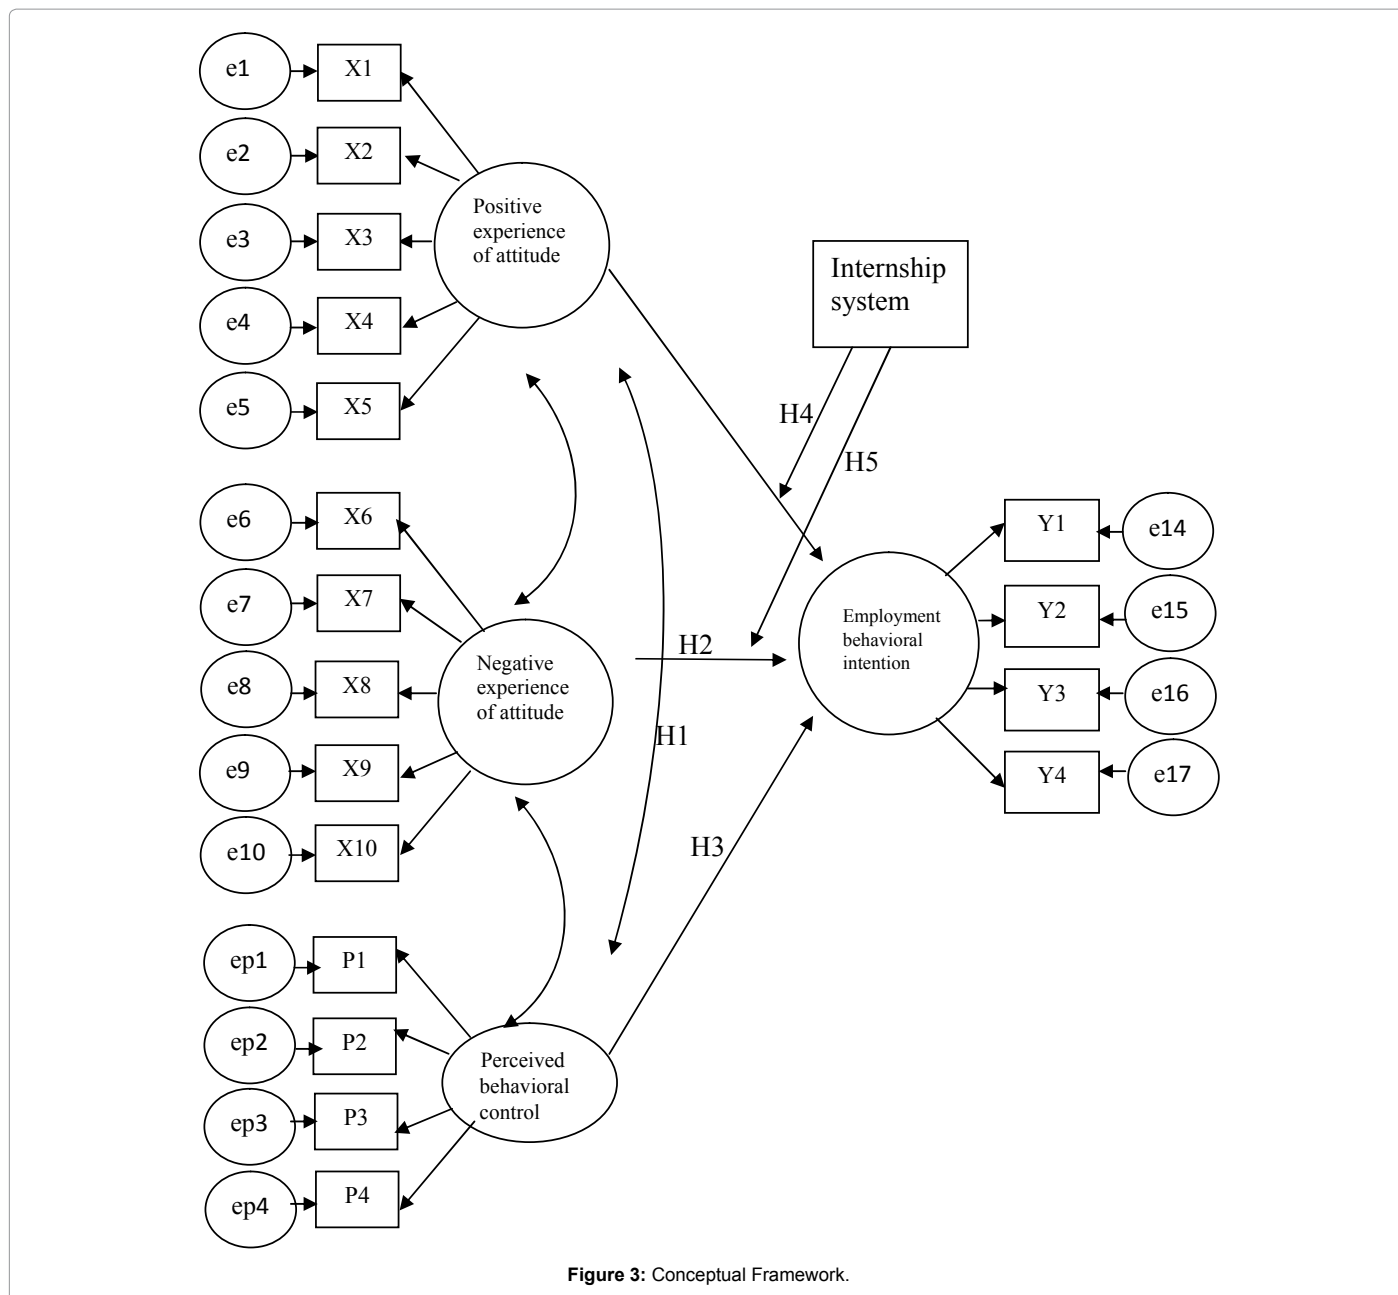 e1
X1
e2
X2
e3
X3
e4
X4
e5
X5
Positive
experience
of attitude
Internship
system
H4
H5
e6
X6
e7
X7
e8
X8
e9
X9
e10
X10
Negative
experience
of attitude
H2
H1
H3
Employment
behavioral
intention
Y1
e14
Y2
e15
Y3
e16
Y4
e17
ep1
P1
ep2
P2
ep3
P3
ep4
P4
Perceived
behavioral
control
Figure 3: Conceptual Framework.